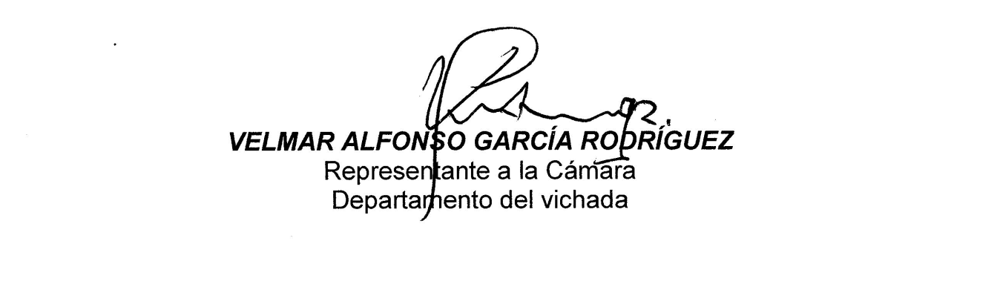 VELMAR ALFONSO GARCÍA RODRÍGUEZ
Representante a la Cámara
Departamento del vichada